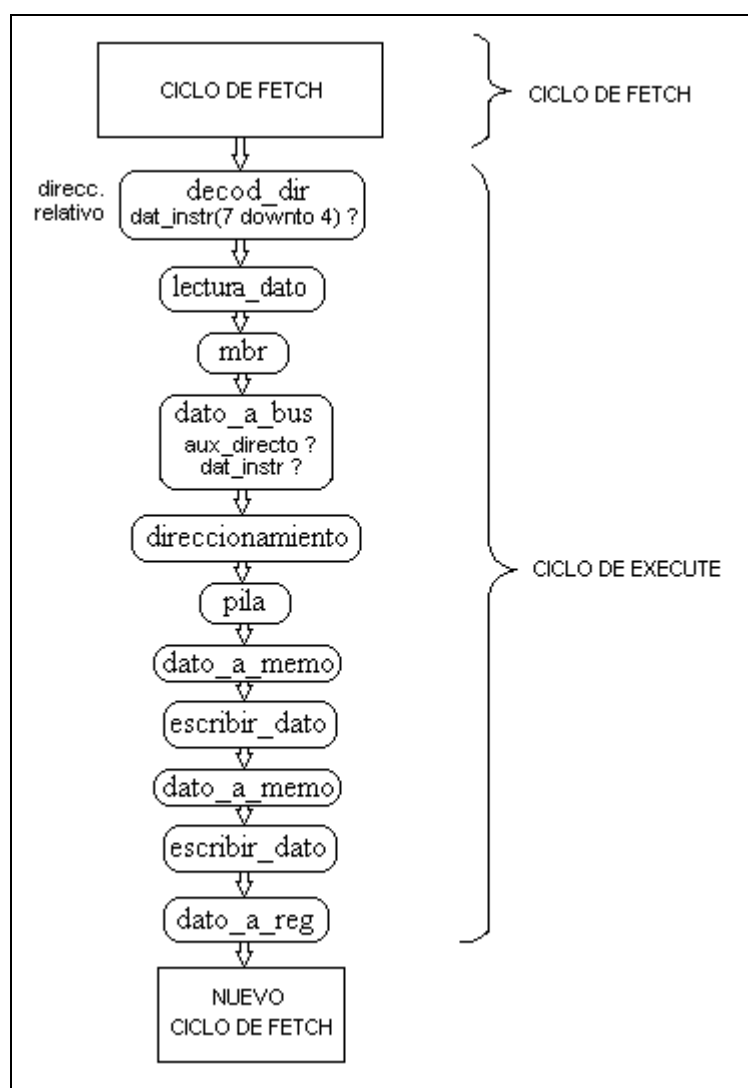 CICLO DE FETCH
CICLO DE FETCH
direcc.
relativo
decod_dir
dat_instr(7 downto 4) ?
lectura_dato
mbr
dato_a_bus
aux_directo ?
dat_instr ?
direccionamiento
CICLO DE EXECUTE
pila
dato_a_memo
escribir_dato
dato_a_memo
escribir_dato
dato_a_reg
NUEVO
CICLO DE FETCH